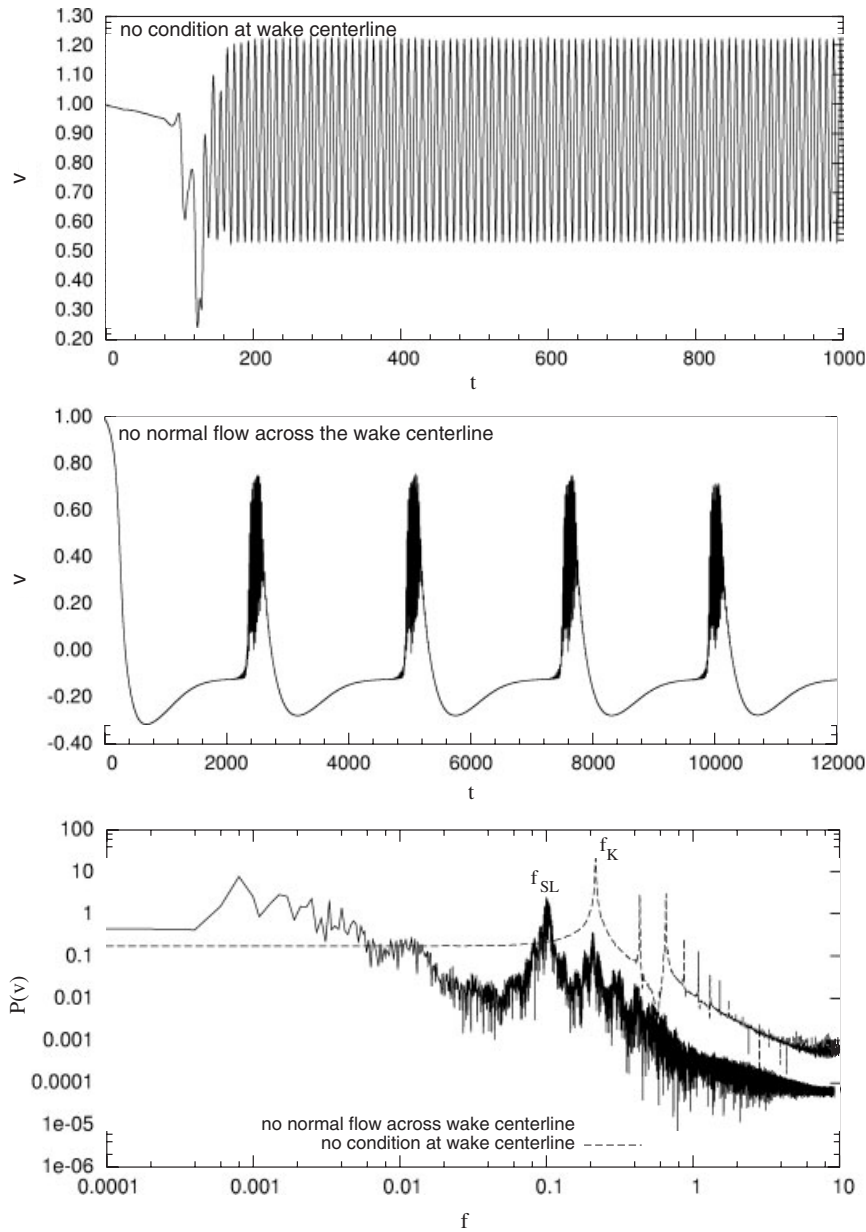 1.30
no condition at wake centerline
1.20
1.10
1.00
0.90
0.80
v
0.70
0.60
0.50
0.40
0.30
0.20
0 200 400 600 800 1000
t
1.00
no normal flow across the wake centerline
0.80
0.60
0.40
v
0.20
0.00
-0.20
-0.40
0 2000 4000 6000 8000 10000 12000
t
100
f_K
10
f_SL
1
0.1
P(v)
0.01
0.001
0.0001
1e-05
no normal flow across wake centerline
no condition at wake centerline
1e-06
0.0001 0.001 0.01 0.1 1 10
f